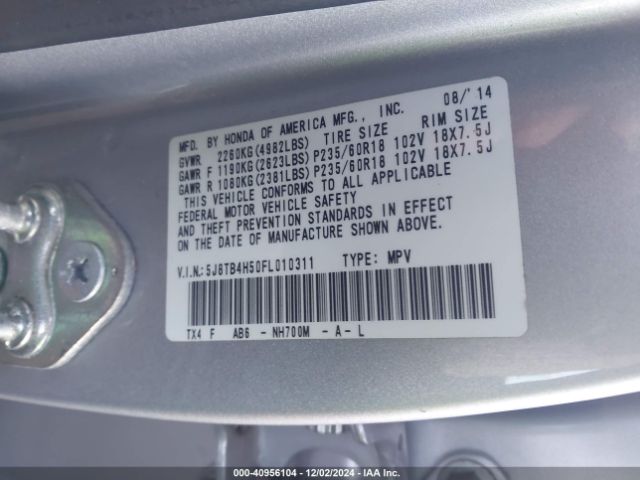 MFD. BY HONDA OF AMERICA MFG., INC. 08/'14
GVWR 2260KG(4982LBS) TIRE SIZE RIM SIZE
GAWR F 1190KG(2623LBS)P235/60R18 102V 18X7.5J
GAWR R 1080KG(2381LBS)P235/60R18 102V 18X7.5J
THIS VEHICLE CONFORMS TO ALL APPLICABLE
FEDERAL MOTOR VEHICLE SAFETY
AND THEFT PREVENTION STANDARDS IN EFFECT
ON THE DATE OF MANUFACTURE SHOWN ABOVE.
V.I.N:5J8TB4H50FL010311 TYPE: MPV
TX4 F AB6 - NH700M - A - L
000-40956104 - 12/02/2024 - IAA Inc.